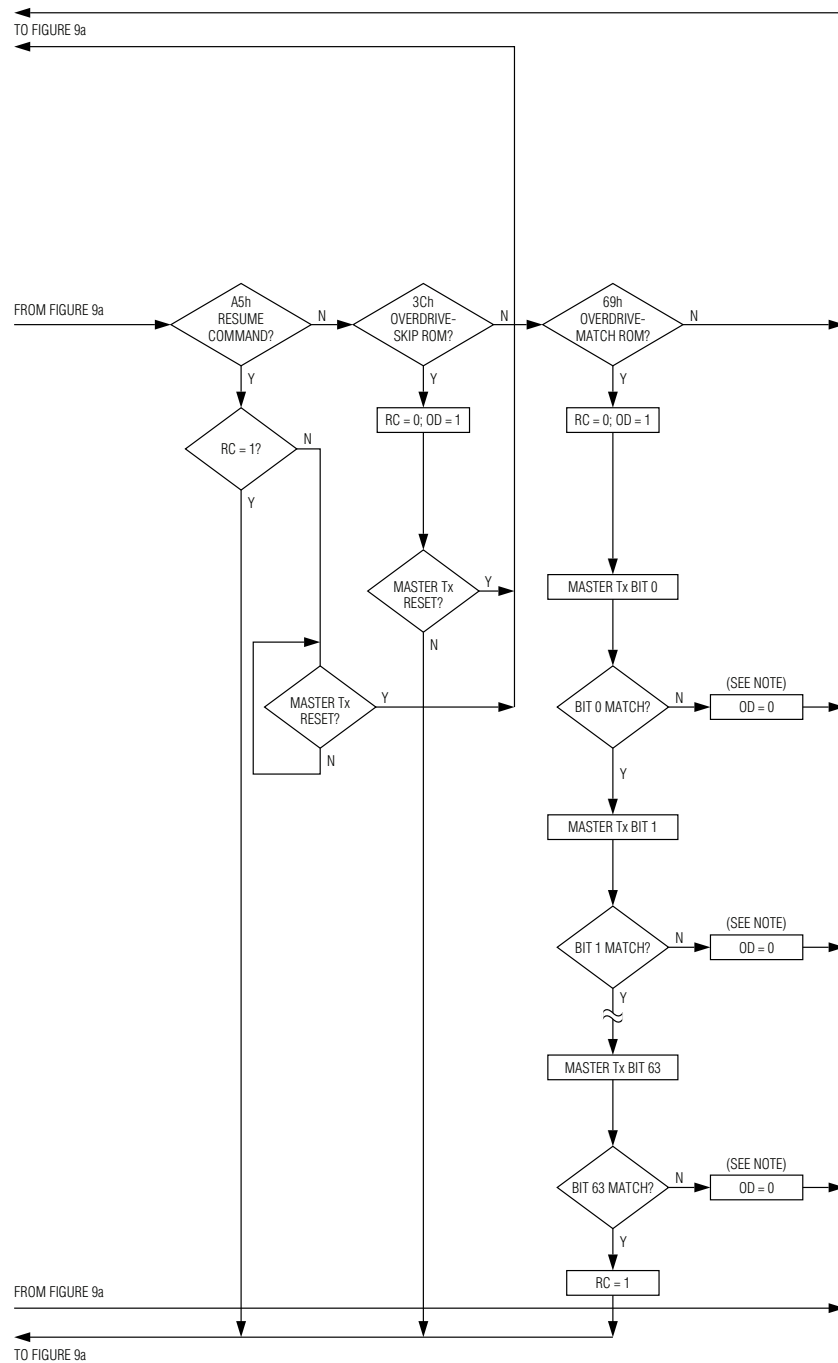 TO FIGURE 9a
FROM FIGURE 9a
A5h
RESUME
COMMAND?
N
Y
3Ch
OVERDRIVE-
SKIP ROM?
N
Y
69h
OVERDRIVE-
MATCH ROM?
N
Y
RC = 1?
N
Y
RC = 0; OD = 1
RC = 0; OD = 1
MASTER Tx
RESET?
Y
N
MASTER Tx BIT 0
MASTER Tx
RESET?
Y
N
BIT 0 MATCH?
N
Y
(SEE NOTE)
OD = 0
MASTER Tx BIT 1
BIT 1 MATCH?
N
Y
(SEE NOTE)
OD = 0
MASTER Tx BIT 63
BIT 63 MATCH?
N
Y
(SEE NOTE)
OD = 0
RC = 1
FROM FIGURE 9a
TO FIGURE 9a